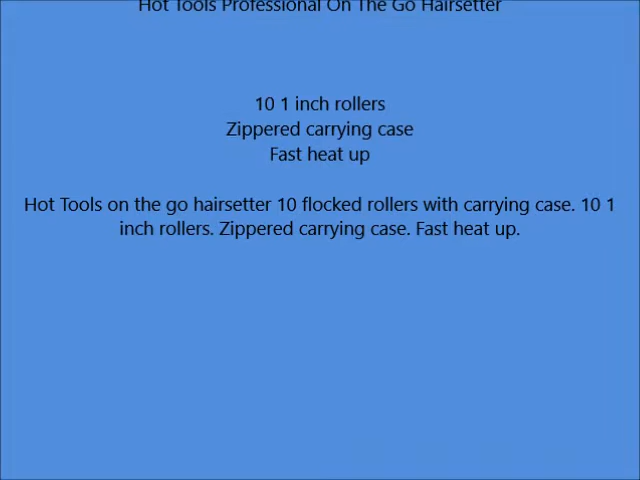 Hot Tools Professional On The Go Hairsetter
10 1 inch rollers
Zippered carrying case
Fast heat up
Hot Tools on the go hairsetter 10 flocked rollers with carrying case. 10 1
inch rollers. Zippered carrying case. Fast heat up.